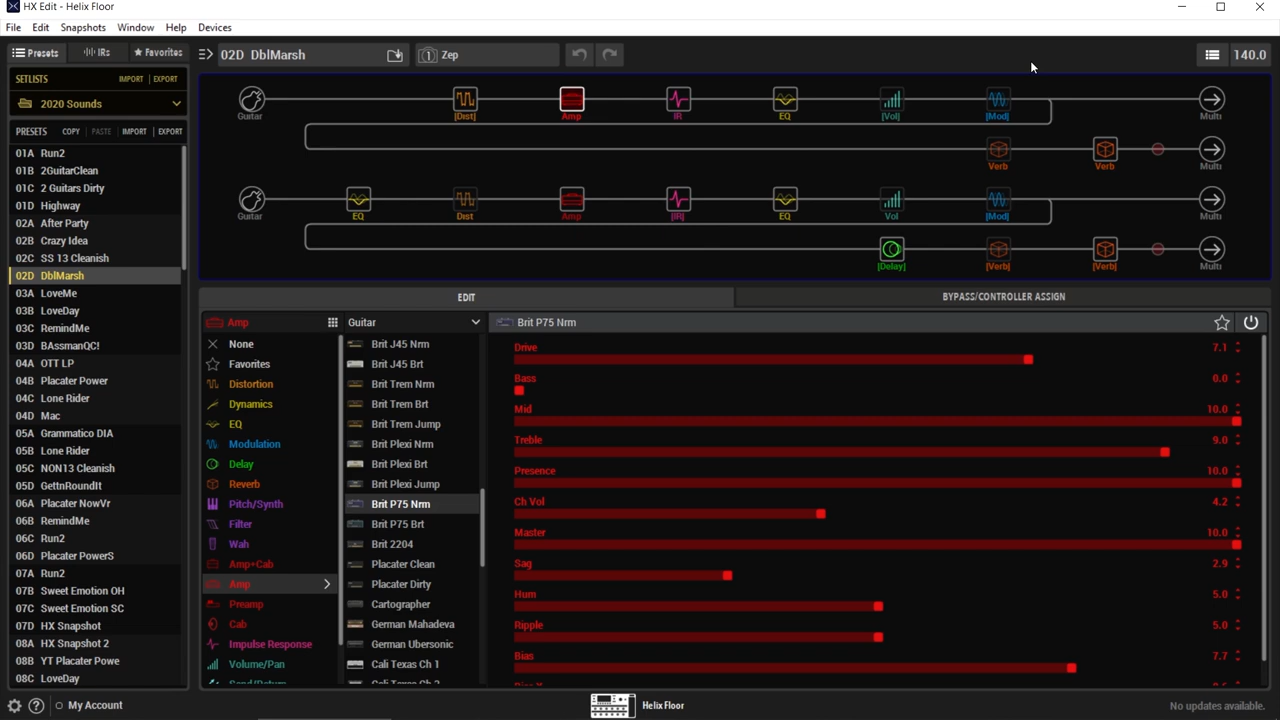 HX Edit - Helix Floor
File Edit Snapshots Window Help Devices
Presets IRs Favorites
02D DblMarsh
1 Zep
140.0
SETLISTS IMPORT EXPORT
2020 Sounds
PRESETS COPY PASTE IMPORT EXPORT
01A Run2
01B 2GuitarClean
01C 2 Guitars Dirty
01D Highway
02A After Party
02B Crazy Idea
02C SS 13 Cleanish
02D DblMarsh
03A LoveMe
03B LoveDay
03C RemindMe
03D BAssmanQC!
04A OTT LP
04B Placater Power
04C Lone Rider
04D Mac
05A Grammatico DIA
05B Lone Rider
05C NON13 Cleanish
05D GettnRoundIt
06A Placater NowVr
06B RemindMe
06C Run2
06D Placater PowerS
07A Run2
07B Sweet Emotion OH
07C Sweet Emotion SC
07D HX Snapshot
08A HX Snapshot 2
08B YT Placater Powe
08C LoveDay
Guitar [Dist] Amp IR EQ [Vol] [Mod] Multi
Verb Verb Multi
Guitar EQ Dist Amp [IR] EQ Vol [Mod] Multi
[Delay] [Verb] [Verb] Multi
EDIT
BYPASS/CONTROLLER ASSIGN
Amp
None
Favorites
Distortion
Dynamics
EQ
Modulation
Delay
Reverb
Pitch/Synth
Filter
Wah
Amp+Cab
Amp
Preamp
Cab
Impulse Response
Volume/Pan
Send/Return
Guitar
Brit J45 Nrm
Brit J45 Brt
Brit Trem Nrm
Brit Trem Brt
Brit Trem Jump
Brit Plexi Nrm
Brit Plexi Brt
Brit Plexi Jump
Brit P75 Nrm
Brit P75 Brt
Brit 2204
Placater Clean
Placater Dirty
Cartographer
German Mahadeva
German Ubersonic
Cali Texas Ch 1
Brit P75 Nrm
Drive 7.1
Bass 0.0
Mid 10.0
Treble 9.0
Presence 10.0
Ch Vol 4.2
Master 10.0
Sag 2.9
Hum 5.0
Ripple 5.0
Bias 7.7
My Account
Helix Floor
No updates available.